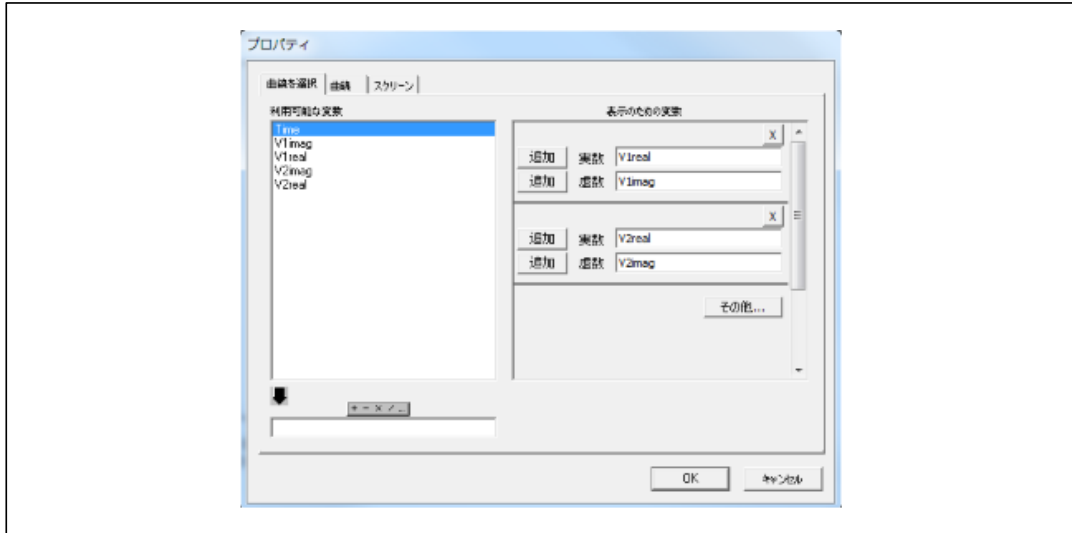 プロパティ
曲線を選択 曲線 スクリーン
利用可能な変数
Time
V1imag
V1real
V2imag
V2real
表示のための変数
X
追加 実数 V1real
追加 虚数 V1imag
X
追加 実数 V2real
追加 虚数 V2imag
その他...
+ - × / ...
OK キャンセル